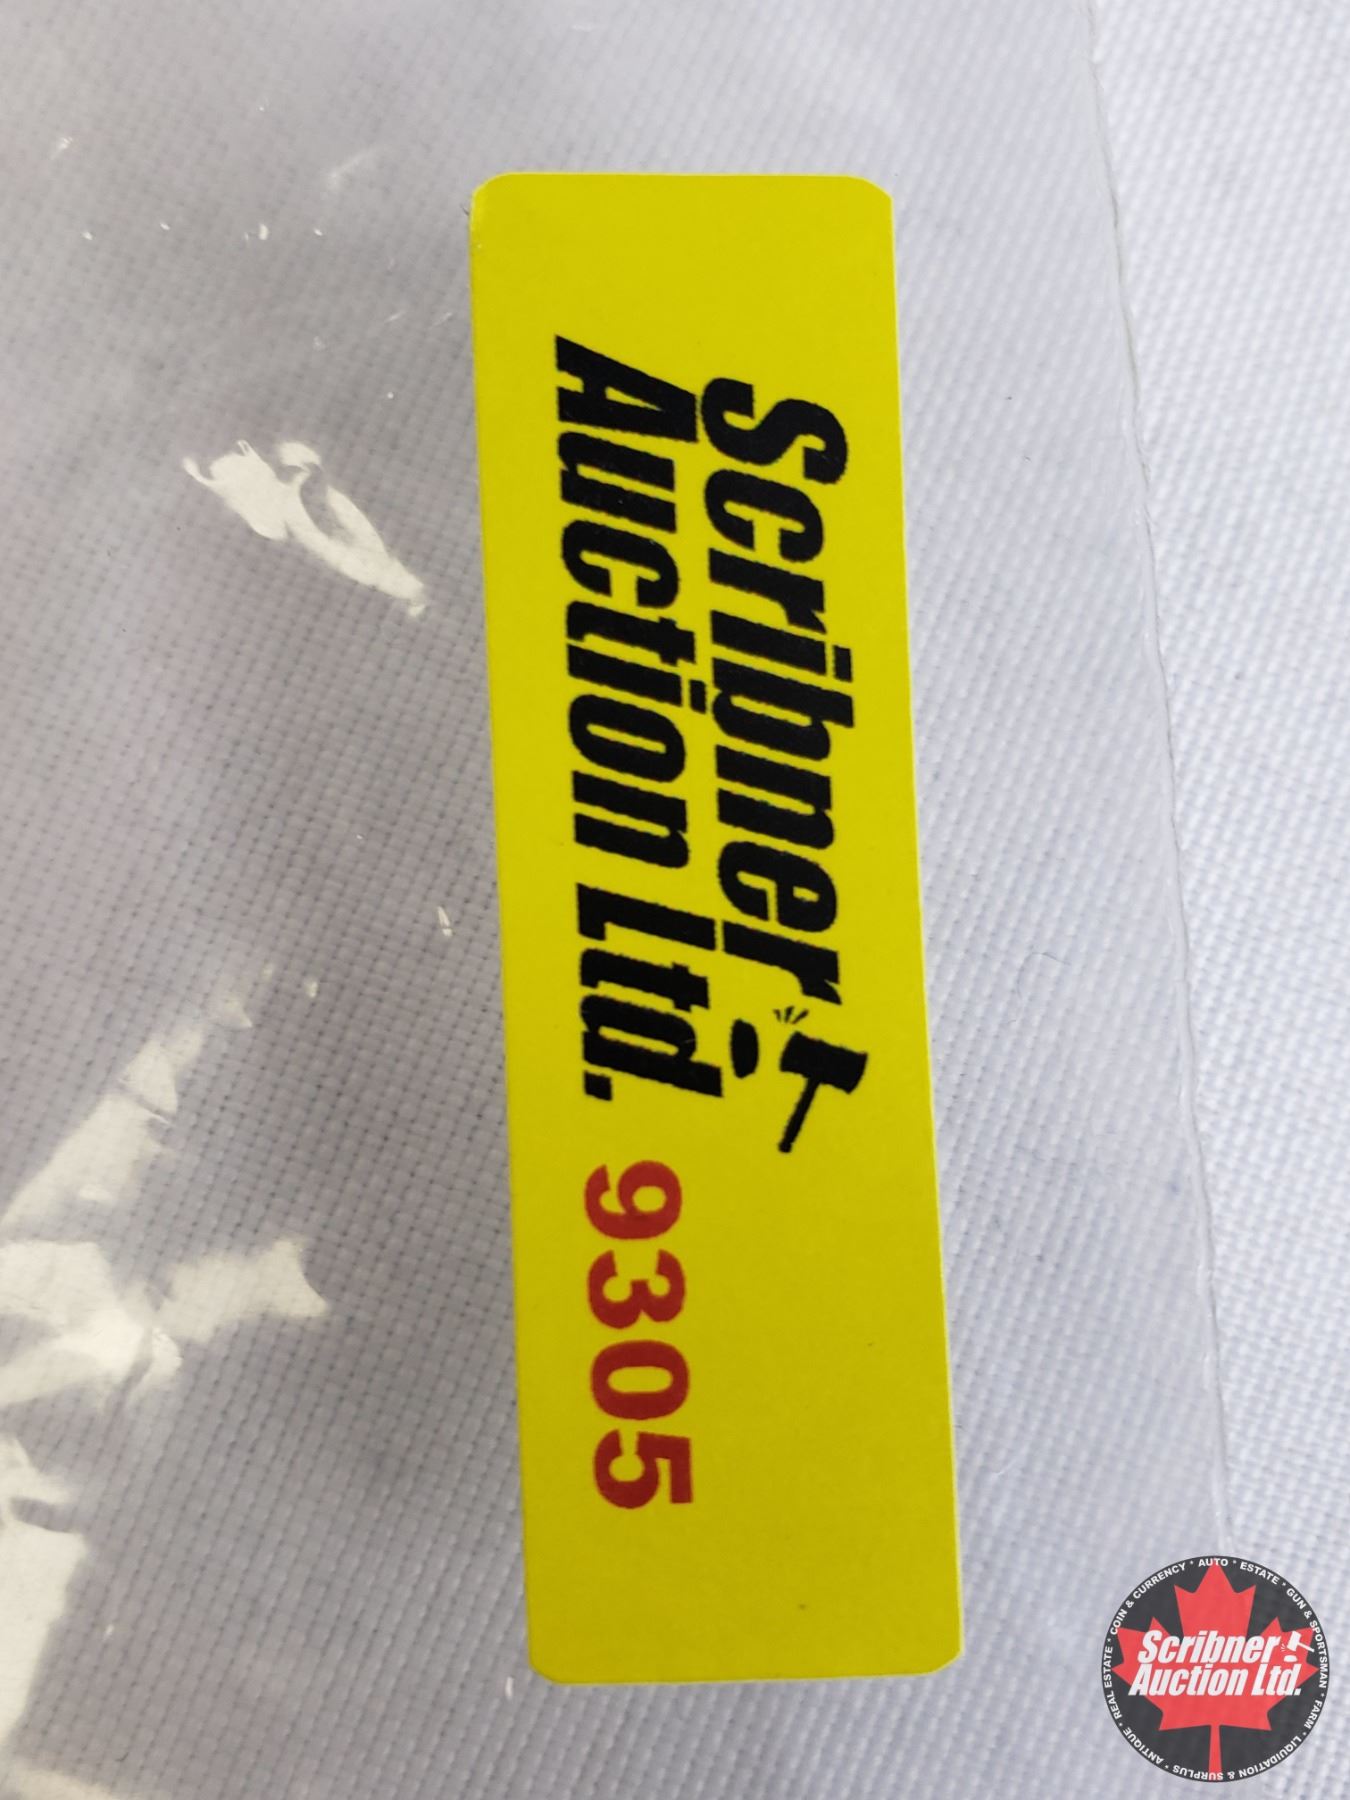 Scribner
Auction Ltd. 9305
COIN & CURRENCY * AUTO * ESTATE * GUN & SPORTSMAN * FARM * LIQUIDATION & SURPLUS * ANTIQUE * REAL ESTATE *
Scribner
Auction Ltd.